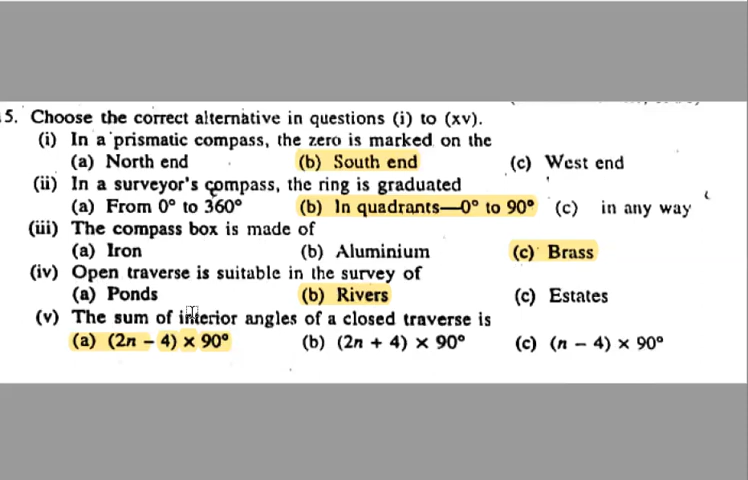 5. Choose the correct alternative in questions (i) to (xv).
(i) In a prismatic compass, the zero is marked on the
(a) North end (b) South end (c) West end
(ii) In a surveyor's compass, the ring is graduated
(a) From 0° to 360° (b) In quadrants—0° to 90° (c) in any way
(iii) The compass box is made of
(a) Iron (b) Aluminium (c) Brass
(iv) Open traverse is suitable in the survey of
(a) Ponds (b) Rivers (c) Estates
(v) The sum of interior angles of a closed traverse is
(a) (2n − 4) × 90° (b) (2n + 4) × 90° (c) (n − 4) × 90°